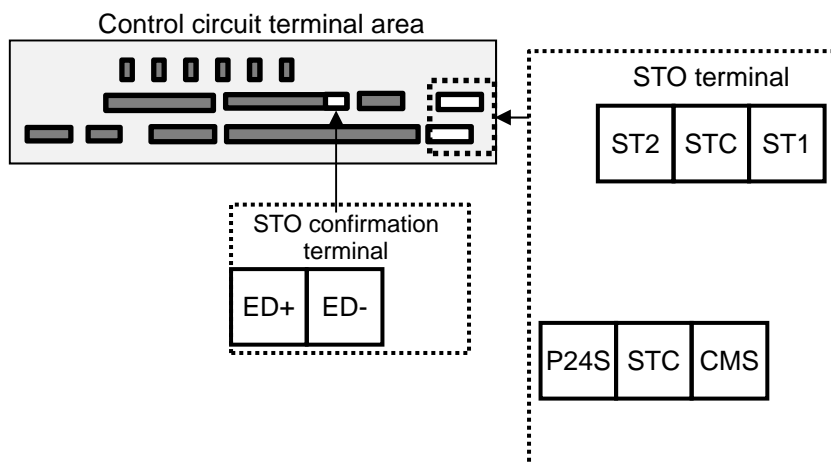 Control circuit terminal area
STO terminal
ST2 STC ST1
STO confirmation
terminal
ED+ ED-
P24S STC CMS